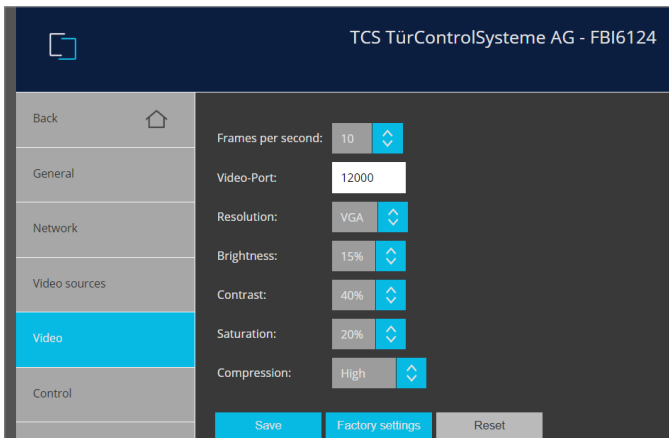 TCS TürControlSysteme AG - FBI6124
Back
General
Network
Video sources
Video
Control
Frames per second: 10
Video-Port: 12000
Resolution: VGA
Brightness: 15%
Contrast: 40%
Saturation: 20%
Compression: High
Save Factory settings Reset